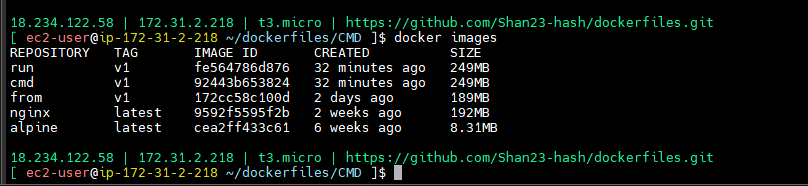 18.234.122.58 | 172.31.2.218 | t3.micro | https://github.com/Shan23-hash/dockerfiles.git
[ ec2-user@ip-172-31-2-218 ~/dockerfiles/CMD ]$ docker images
REPOSITORY   TAG       IMAGE ID       CREATED          SIZE
run          v1        fe564786d876   32 minutes ago   249MB
cmd          v1        92443b653824   32 minutes ago   249MB
from         v1        172cc58c100d   2 days ago       189MB
nginx        latest    9592f5595f2b   2 weeks ago      192MB
alpine       latest    cea2ff433c61   6 weeks ago      8.31MB
18.234.122.58 | 172.31.2.218 | t3.micro | https://github.com/Shan23-hash/dockerfiles.git
[ ec2-user@ip-172-31-2-218 ~/dockerfiles/CMD ]$